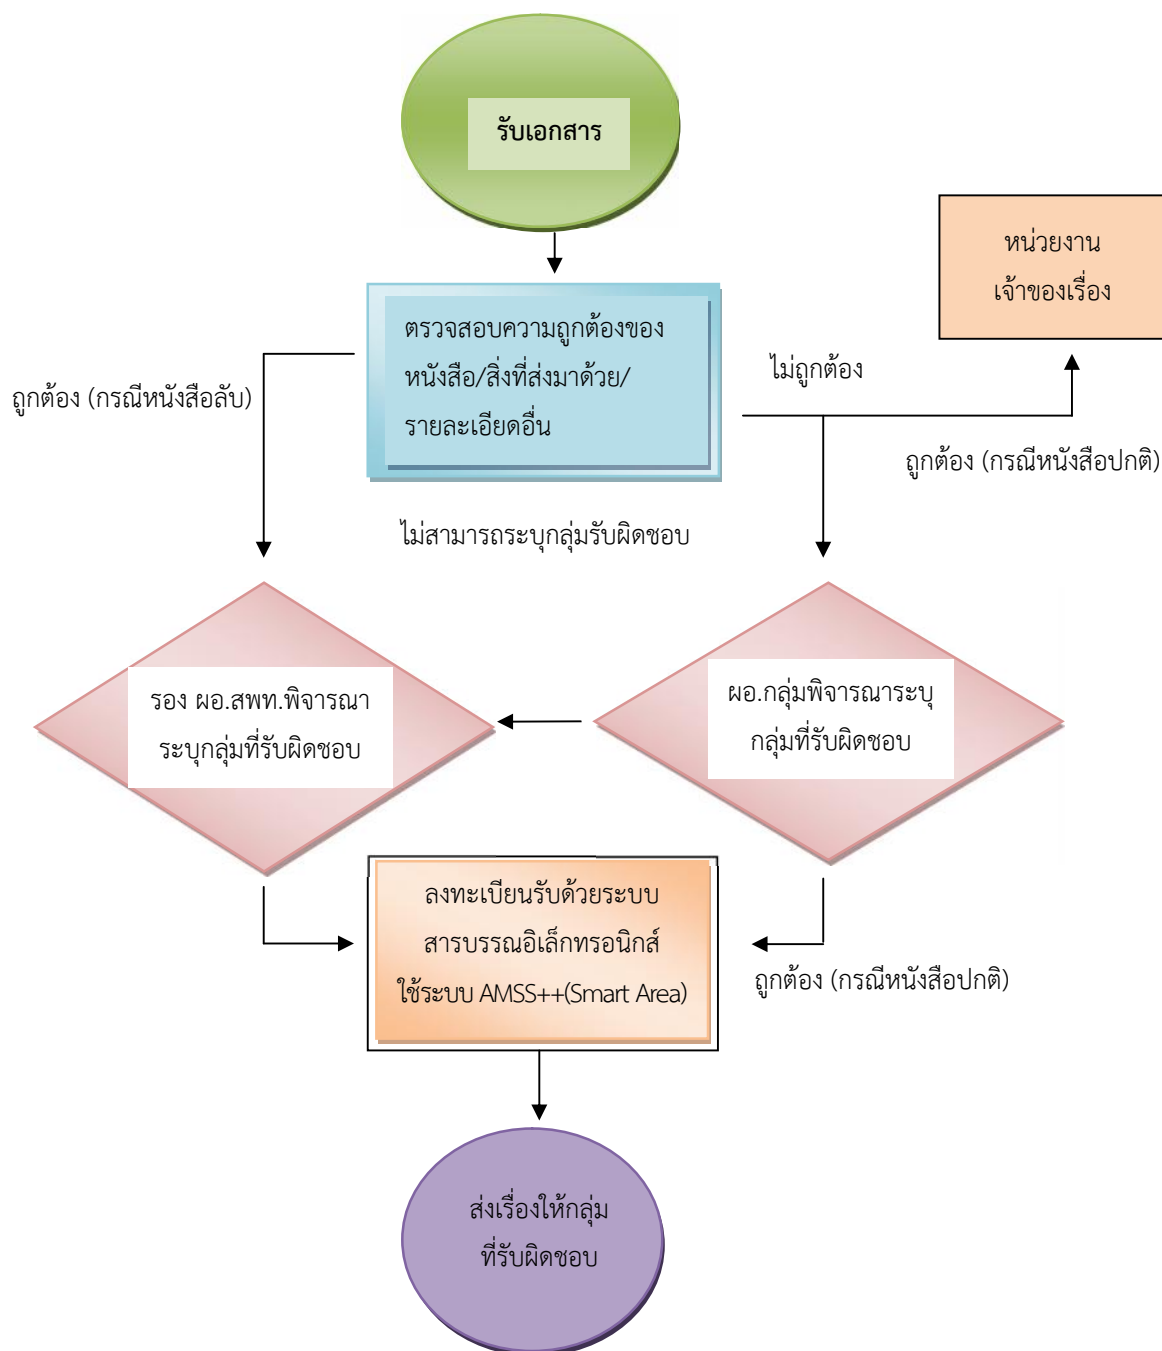 รับเอกสาร
หน่วยงาน
เจ้าของเรื่อง
ตรวจสอบความถูกต้องของ
หนังสือ/สิ่งที่ส่งมาด้วย/
รายละเอียดอื่น
ไม่ถูกต้อง
ถูกต้อง (กรณีหนังสือลับ)
ถูกต้อง (กรณีหนังสือปกติ)
ไม่สามารถระบุกลุ่มรับผิดชอบ
รอง ผอ.สพท.พิจารณา
ระบุกลุ่มที่รับผิดชอบ
ผอ.กลุ่มพิจารณาระบุ
กลุ่มที่รับผิดชอบ
ลงทะเบียนรับด้วยระบบ
สารบรรณอิเล็กทรอนิกส์
ใช้ระบบ AMSS++(Smart Area)
ถูกต้อง (กรณีหนังสือปกติ)
ส่งเรื่องให้กลุ่ม
ที่รับผิดชอบ